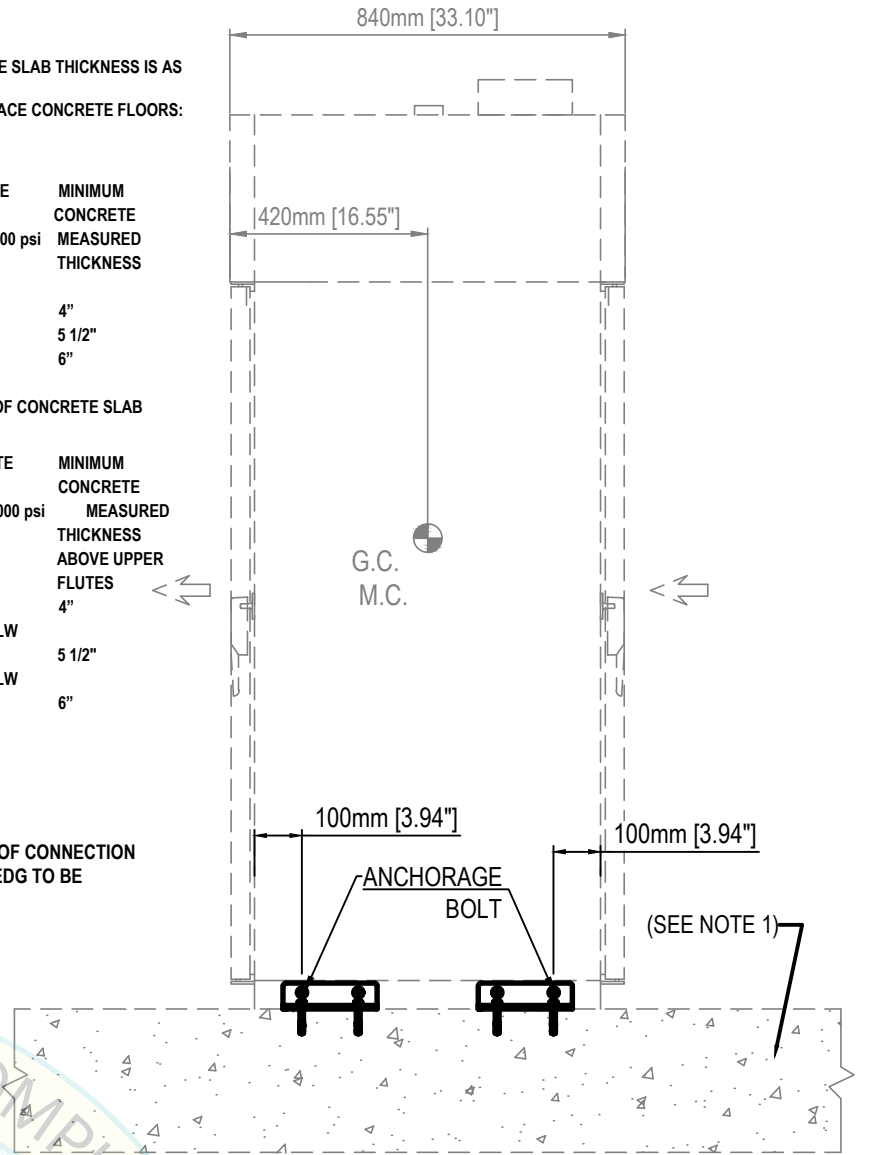 840mm [33.10"]
E SLAB THICKNESS IS AS
ACE CONCRETE FLOORS:
E MINIMUM
CONCRETE
00 psi MEASURED
THICKNESS
4”
5 1/2"
6”
OF CONCRETE SLAB
TE MINIMUM
CONCRETE
000 psi MEASURED
THICKNESS
ABOVE UPPER
FLUTES
4”
LW
5 1/2"
LW
6”
OF CONNECTION
EDG TO BE
420mm [16.55"]
G.C.
M.C.
100mm [3.94"]
100mm [3.94"]
ANCHORAGE
BOLT
(SEE NOTE 1)
OMP